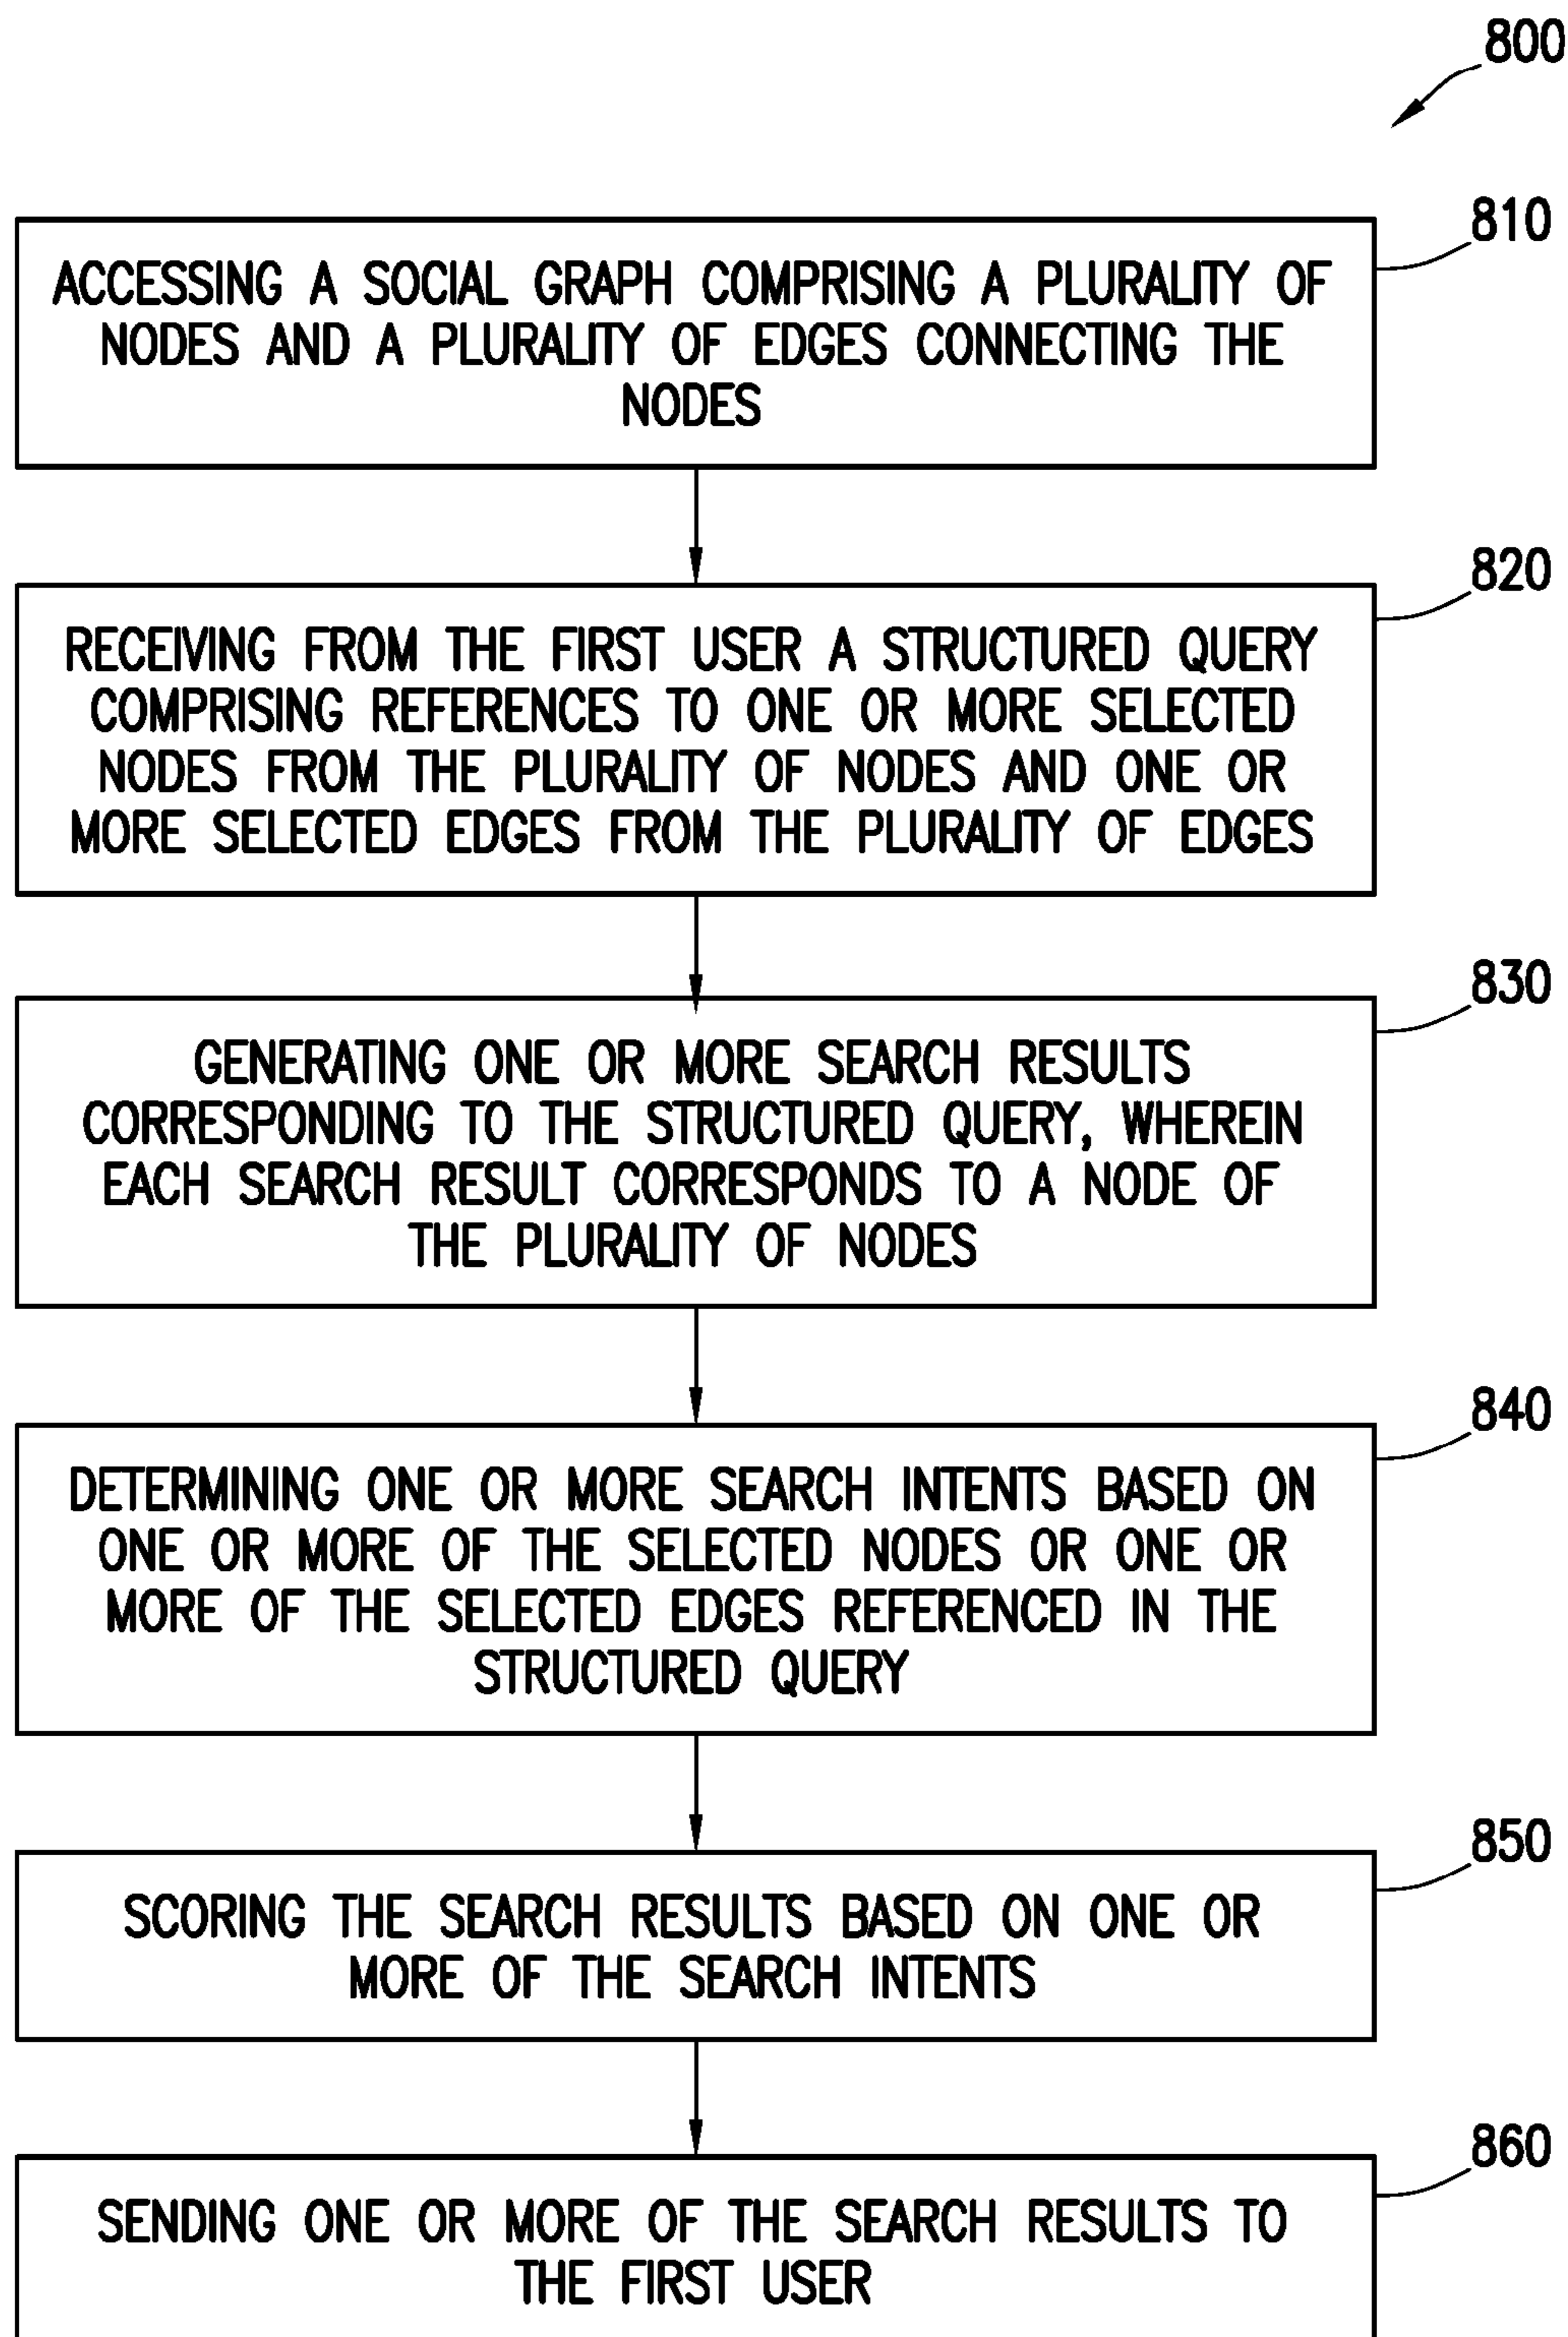 800
810
ACCESSING A SOCIAL GRAPH COMPRISING A PLURALITY OF
NODES AND A PLURALITY OF EDGES CONNECTING THE
NODES
820
RECEIVING FROM THE FIRST USER A STRUCTURED QUERY
COMPRISING REFERENCES TO ONE OR MORE SELECTED
NODES FROM THE PLURALITY OF NODES AND ONE OR
MORE SELECTED EDGES FROM THE PLURALITY OF EDGES
830
GENERATING ONE OR MORE SEARCH RESULTS
CORRESPONDING TO THE STRUCTURED QUERY, WHEREIN
EACH SEARCH RESULT CORRESPONDS TO A NODE OF
THE PLURALITY OF NODES
840
DETERMINING ONE OR MORE SEARCH INTENTS BASED ON
ONE OR MORE OF THE SELECTED NODES OR ONE OR
MORE OF THE SELECTED EDGES REFERENCED IN THE
STRUCTURED QUERY
850
SCORING THE SEARCH RESULTS BASED ON ONE OR
MORE OF THE SEARCH INTENTS
860
SENDING ONE OR MORE OF THE SEARCH RESULTS TO
THE FIRST USER